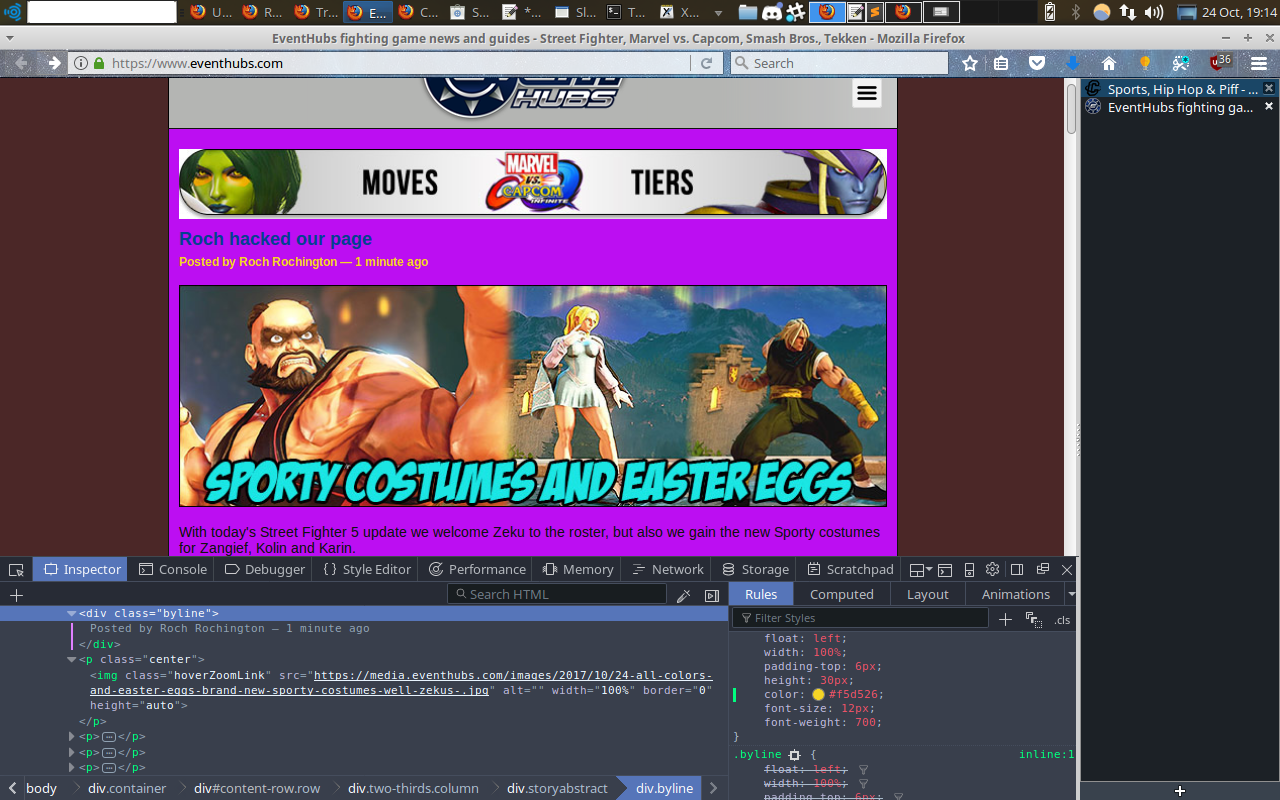 U...
R...
Tr...
E...
C...
S...
*...
Sl...
T...
X...
24 Oct, 19:14
EventHubs fighting game news and guides - Street Fighter, Marvel vs. Capcom, Smash Bros., Tekken - Mozilla Firefox
https://www.eventhubs.com
Search
36
Sports, Hip Hop & Piff - ...
EventHubs fighting ga...
HUBS
MOVES
MARVEL
VS.
CAPCOM
INFINITE
TIERS
Roch hacked our page
Posted by Roch Rochington — 1 minute ago
SPORTY COSTUMES AND EASTER EGGS
With today's Street Fighter 5 update we welcome Zeku to the roster, but also we gain the new Sporty costumes
for Zangief, Kolin and Karin.
Inspector
Console
Debugger
Style Editor
Performance
Memory
Network
Storage
Scratchpad
Search HTML
Rules
Computed
Layout
Animations
Filter Styles
.cls
<div class="byline">
Posted by Roch Rochington — 1 minute ago
</div>
<p class="center">
<img class="hoverZoomLink" src="https://media.eventhubs.com/images/2017/10/24-all-colors-
and-easter-eggs-brand-new-sporty-costumes-well-zekus-.jpg" alt="" width="100%" border="0"
height="auto">
</p>
<p></p>
<p></p>
<p></p>
float: left;
width: 100%;
padding-top: 6px;
height: 30px;
color: #f5d526;
font-size: 12px;
font-weight: 700;
}
.byline {
inline:1
float: left;
width: 100%;
padding-top: 6px;
body
div.container
div#content-row.row
div.two-thirds.column
div.storyabstract
div.byline